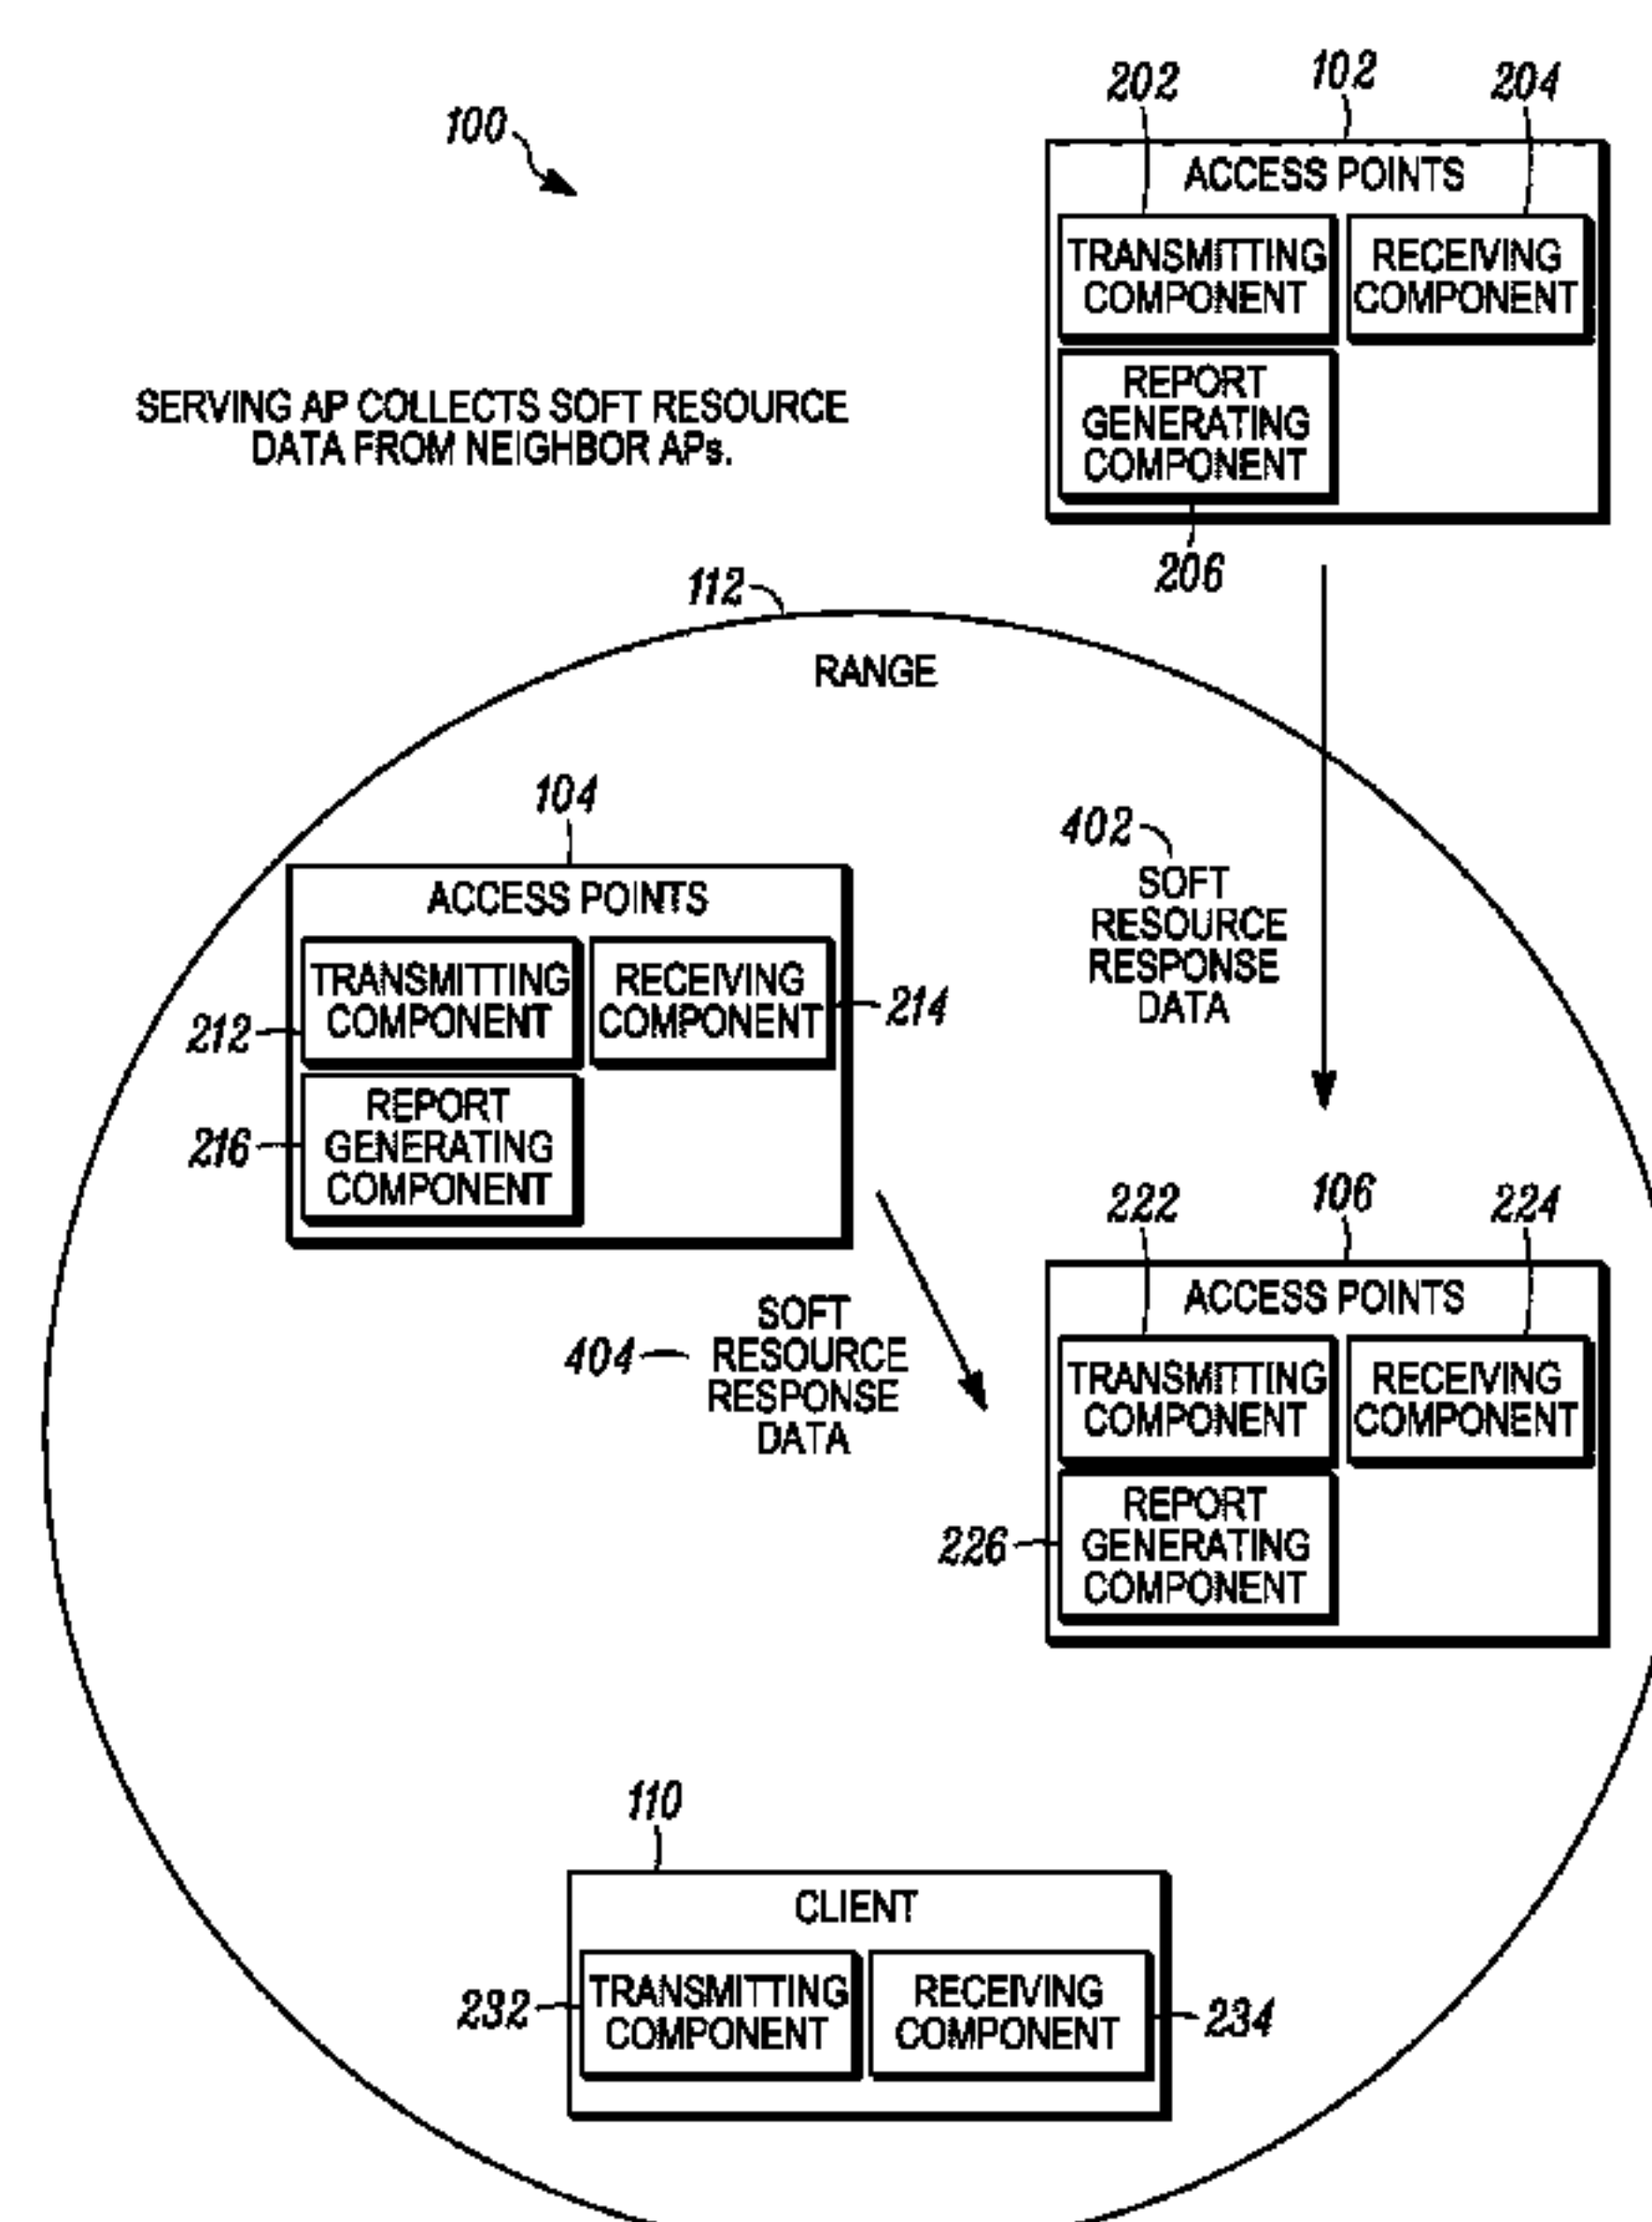 100
202
102
204
ACCESS POINTS
TRANSMITTING
COMPONENT
RECEIVING
COMPONENT
REPORT
GENERATING
COMPONENT
206
SERVING AP COLLECTS SOFT RESOURCE
DATA FROM NEIGHBOR APs.
112
RANGE
104
ACCESS POINTS
TRANSMITTING
COMPONENT
RECEIVING
COMPONENT
212
214
REPORT
GENERATING
COMPONENT
216
402
SOFT
RESOURCE
RESPONSE
DATA
404
SOFT
RESOURCE
RESPONSE
DATA
222
106
224
ACCESS POINTS
TRANSMITTING
COMPONENT
RECEIVING
COMPONENT
226
REPORT
GENERATING
COMPONENT
110
CLIENT
232
TRANSMITTING
COMPONENT
RECEIVING
COMPONENT
234